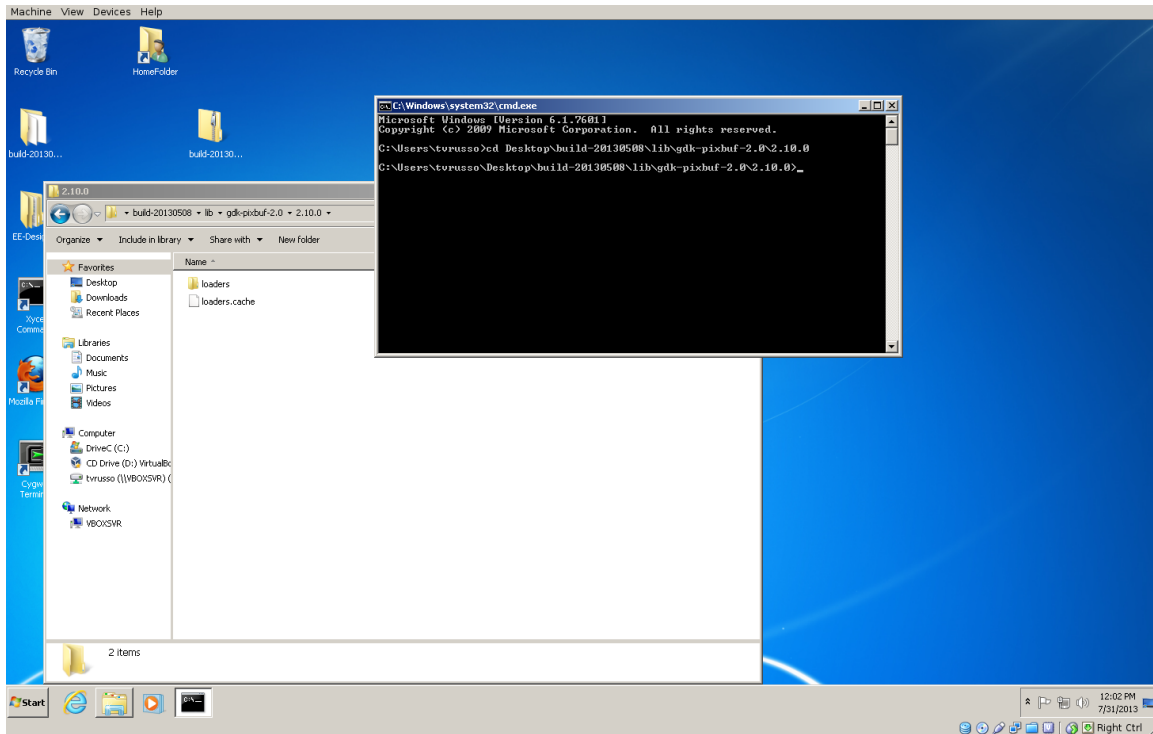 Machine View Devices Help
Recycle Bin
HomeFolder
build-20130...
build-20130...
C:\Windows\system32\cmd.exe
Microsoft Windows [Version 6.1.7601]
Copyright (c) 2009 Microsoft Corporation. All rights reserved.
C:\Users\tvrusso>cd Desktop\build-20130508\lib\gdk-pixbuf-2.0\2.10.0
C:\Users\tvrusso\Desktop\build-20130508\lib\gdk-pixbuf-2.0\2.10.0>_
2.10.0
build-20130508 lib gdk-pixbuf-2.0 2.10.0
EE-Desi
Organize Include in library Share with New folder
Name
Favorites
Desktop
Downloads
Recent Places
loaders
loaders.cache
Xyce
Comma
Libraries
Documents
Music
Pictures
Videos
Mozilla Fi
Computer
DriveC (C:)
CD Drive (D:) VirtualBo
tvrusso (\\VBOXSVR) (
Cygw
Termin
Network
VBOXSVR
2 items
Start
12:02 PM
7/31/2013
Right Ctrl